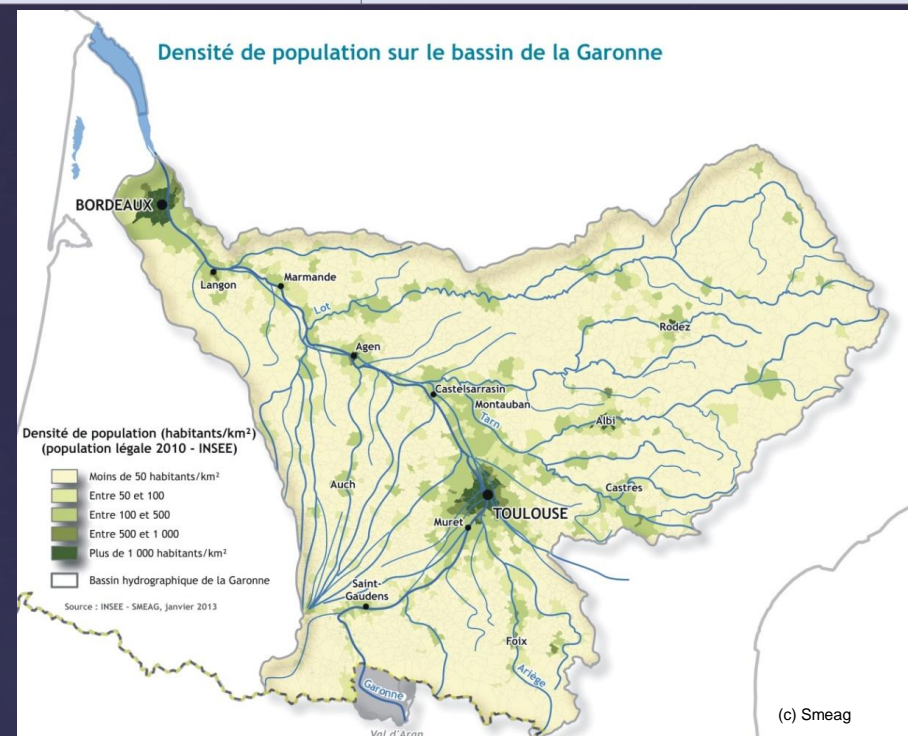 Densité de population sur le bassin de la Garonne
BORDEAUX
Langon
Marmande
Lot
Agen
Rodez
Castelsarrasin
Montauban
Tarn
Albi
Auch
Castres
TOULOUSE
Muret
Saint-
Gaudens
Foix
Ariège
Garonne
Val d'Aran
Densité de population (habitants/km²)
(population légale 2010 - INSEE)
Moins de 50 habitants/km²
Entre 50 et 100
Entre 100 et 500
Entre 500 et 1 000
Plus de 1 000 habitants/km²
Bassin hydrographique de la Garonne
Source : INSEE - SMEAG, janvier 2013
(c) Smeag